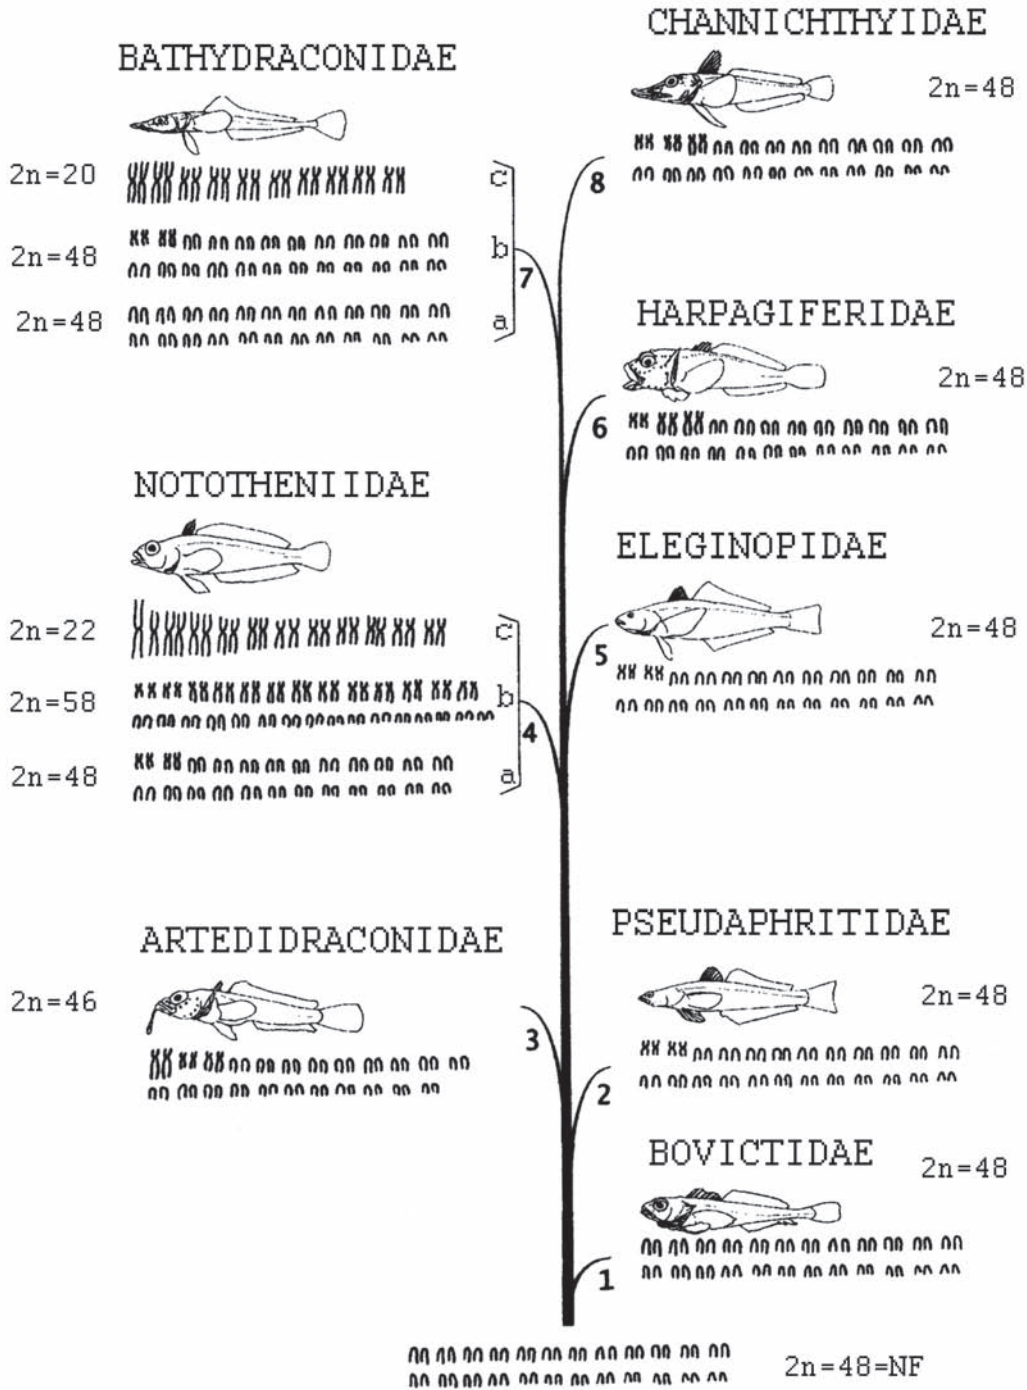 CHANNICHTHYIDAE
2n=48
8
BATHYDRACONIDAE
2n=20
c
2n=48
b
7
2n=48
a
HARPAGIFERIDAE
2n=48
6
NOTOTHENIIDAE
2n=22
c
2n=58
b
4
2n=48
a
ELEGINOPIDAE
2n=48
5
ARTEDIDRACONIDAE
2n=46
3
PSEUDAPHRITIDAE
2n=48
2
BOVICTIDAE
2n=48
1
2n=48=NF